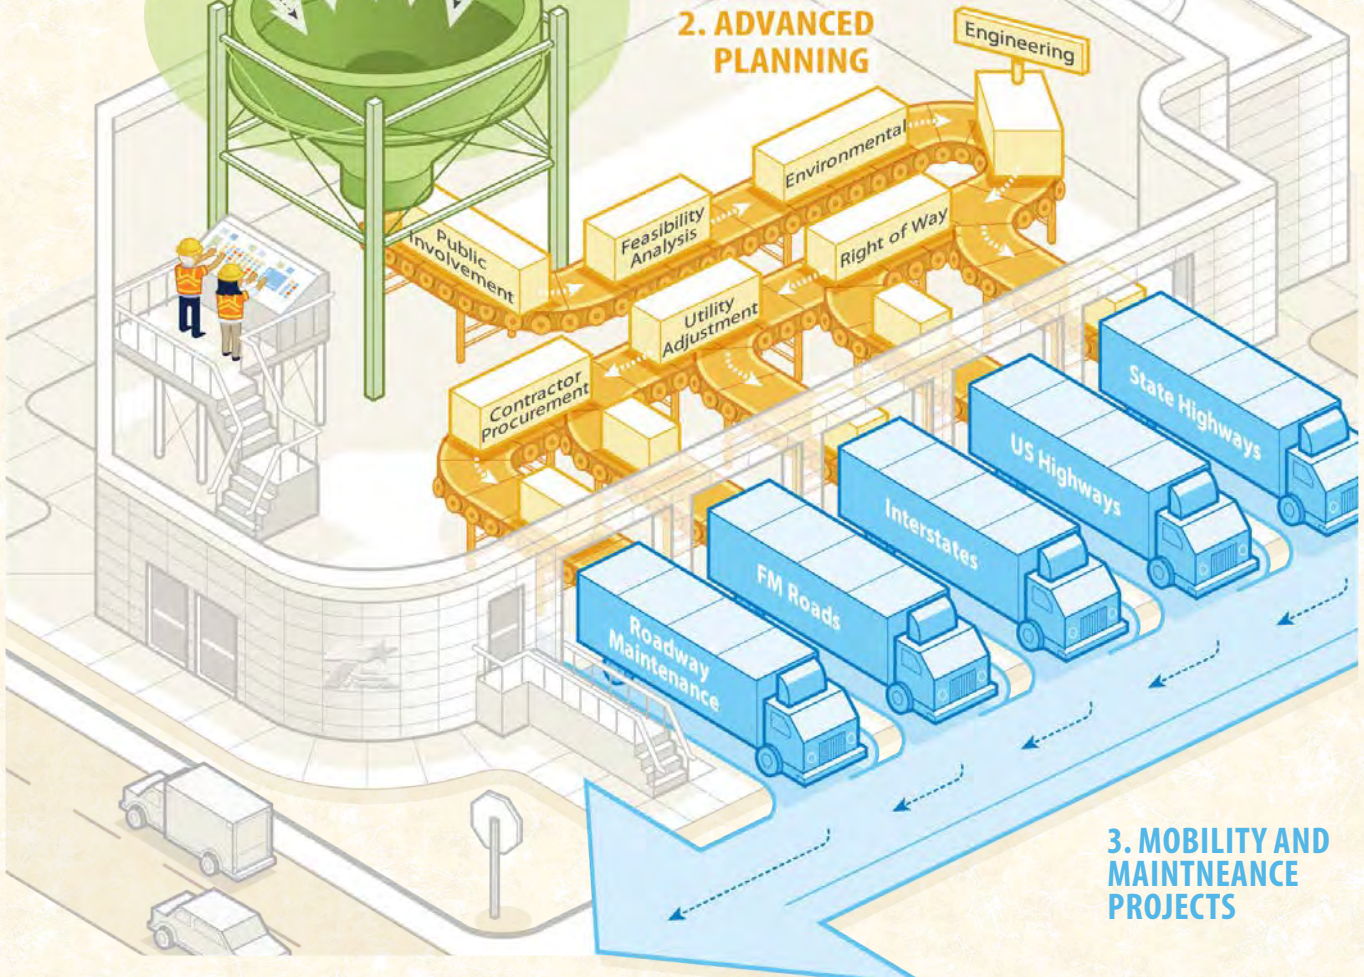 2. ADVANCED
PLANNING
Engineering
Environmental
Feasibility
Analysis
Public
Involvement
Right of Way
Utility
Adjustment
Contractor
Procurement
State Highways
US Highways
Interstates
FM Roads
Roadway
Maintenance
3. MOBILITY AND
MAINTNEANCE
PROJECTS